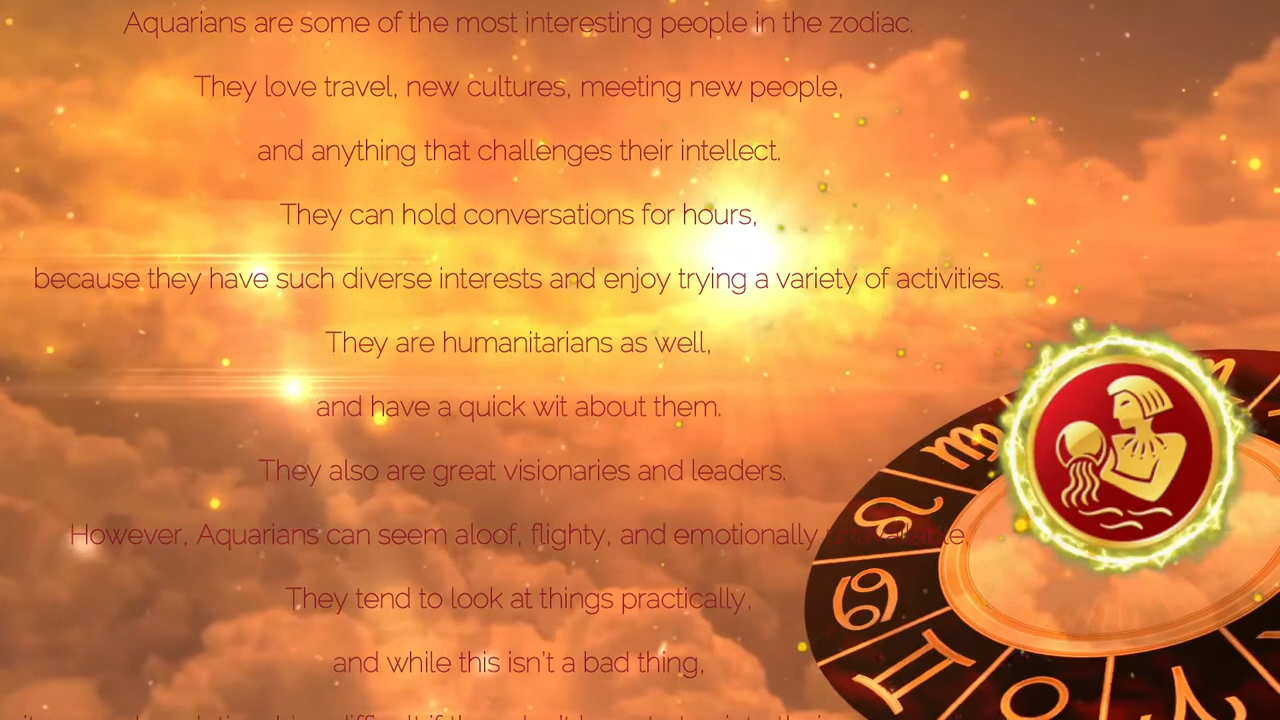 Aquarians are some of the most interesting people in the zodiac.
They love travel, new cultures, meeting new people,
and anything that challenges their intellect.
They can hold conversations for hours,
because they have such diverse interests and enjoy trying a variety of activities.
They are humanitarians as well,
and have a quick wit about them.
They also are great visionaries and leaders.
However, Aquarians can seem aloof, flighty, and emotionally
They tend to look at things practically,
and while this isn't a bad thing,